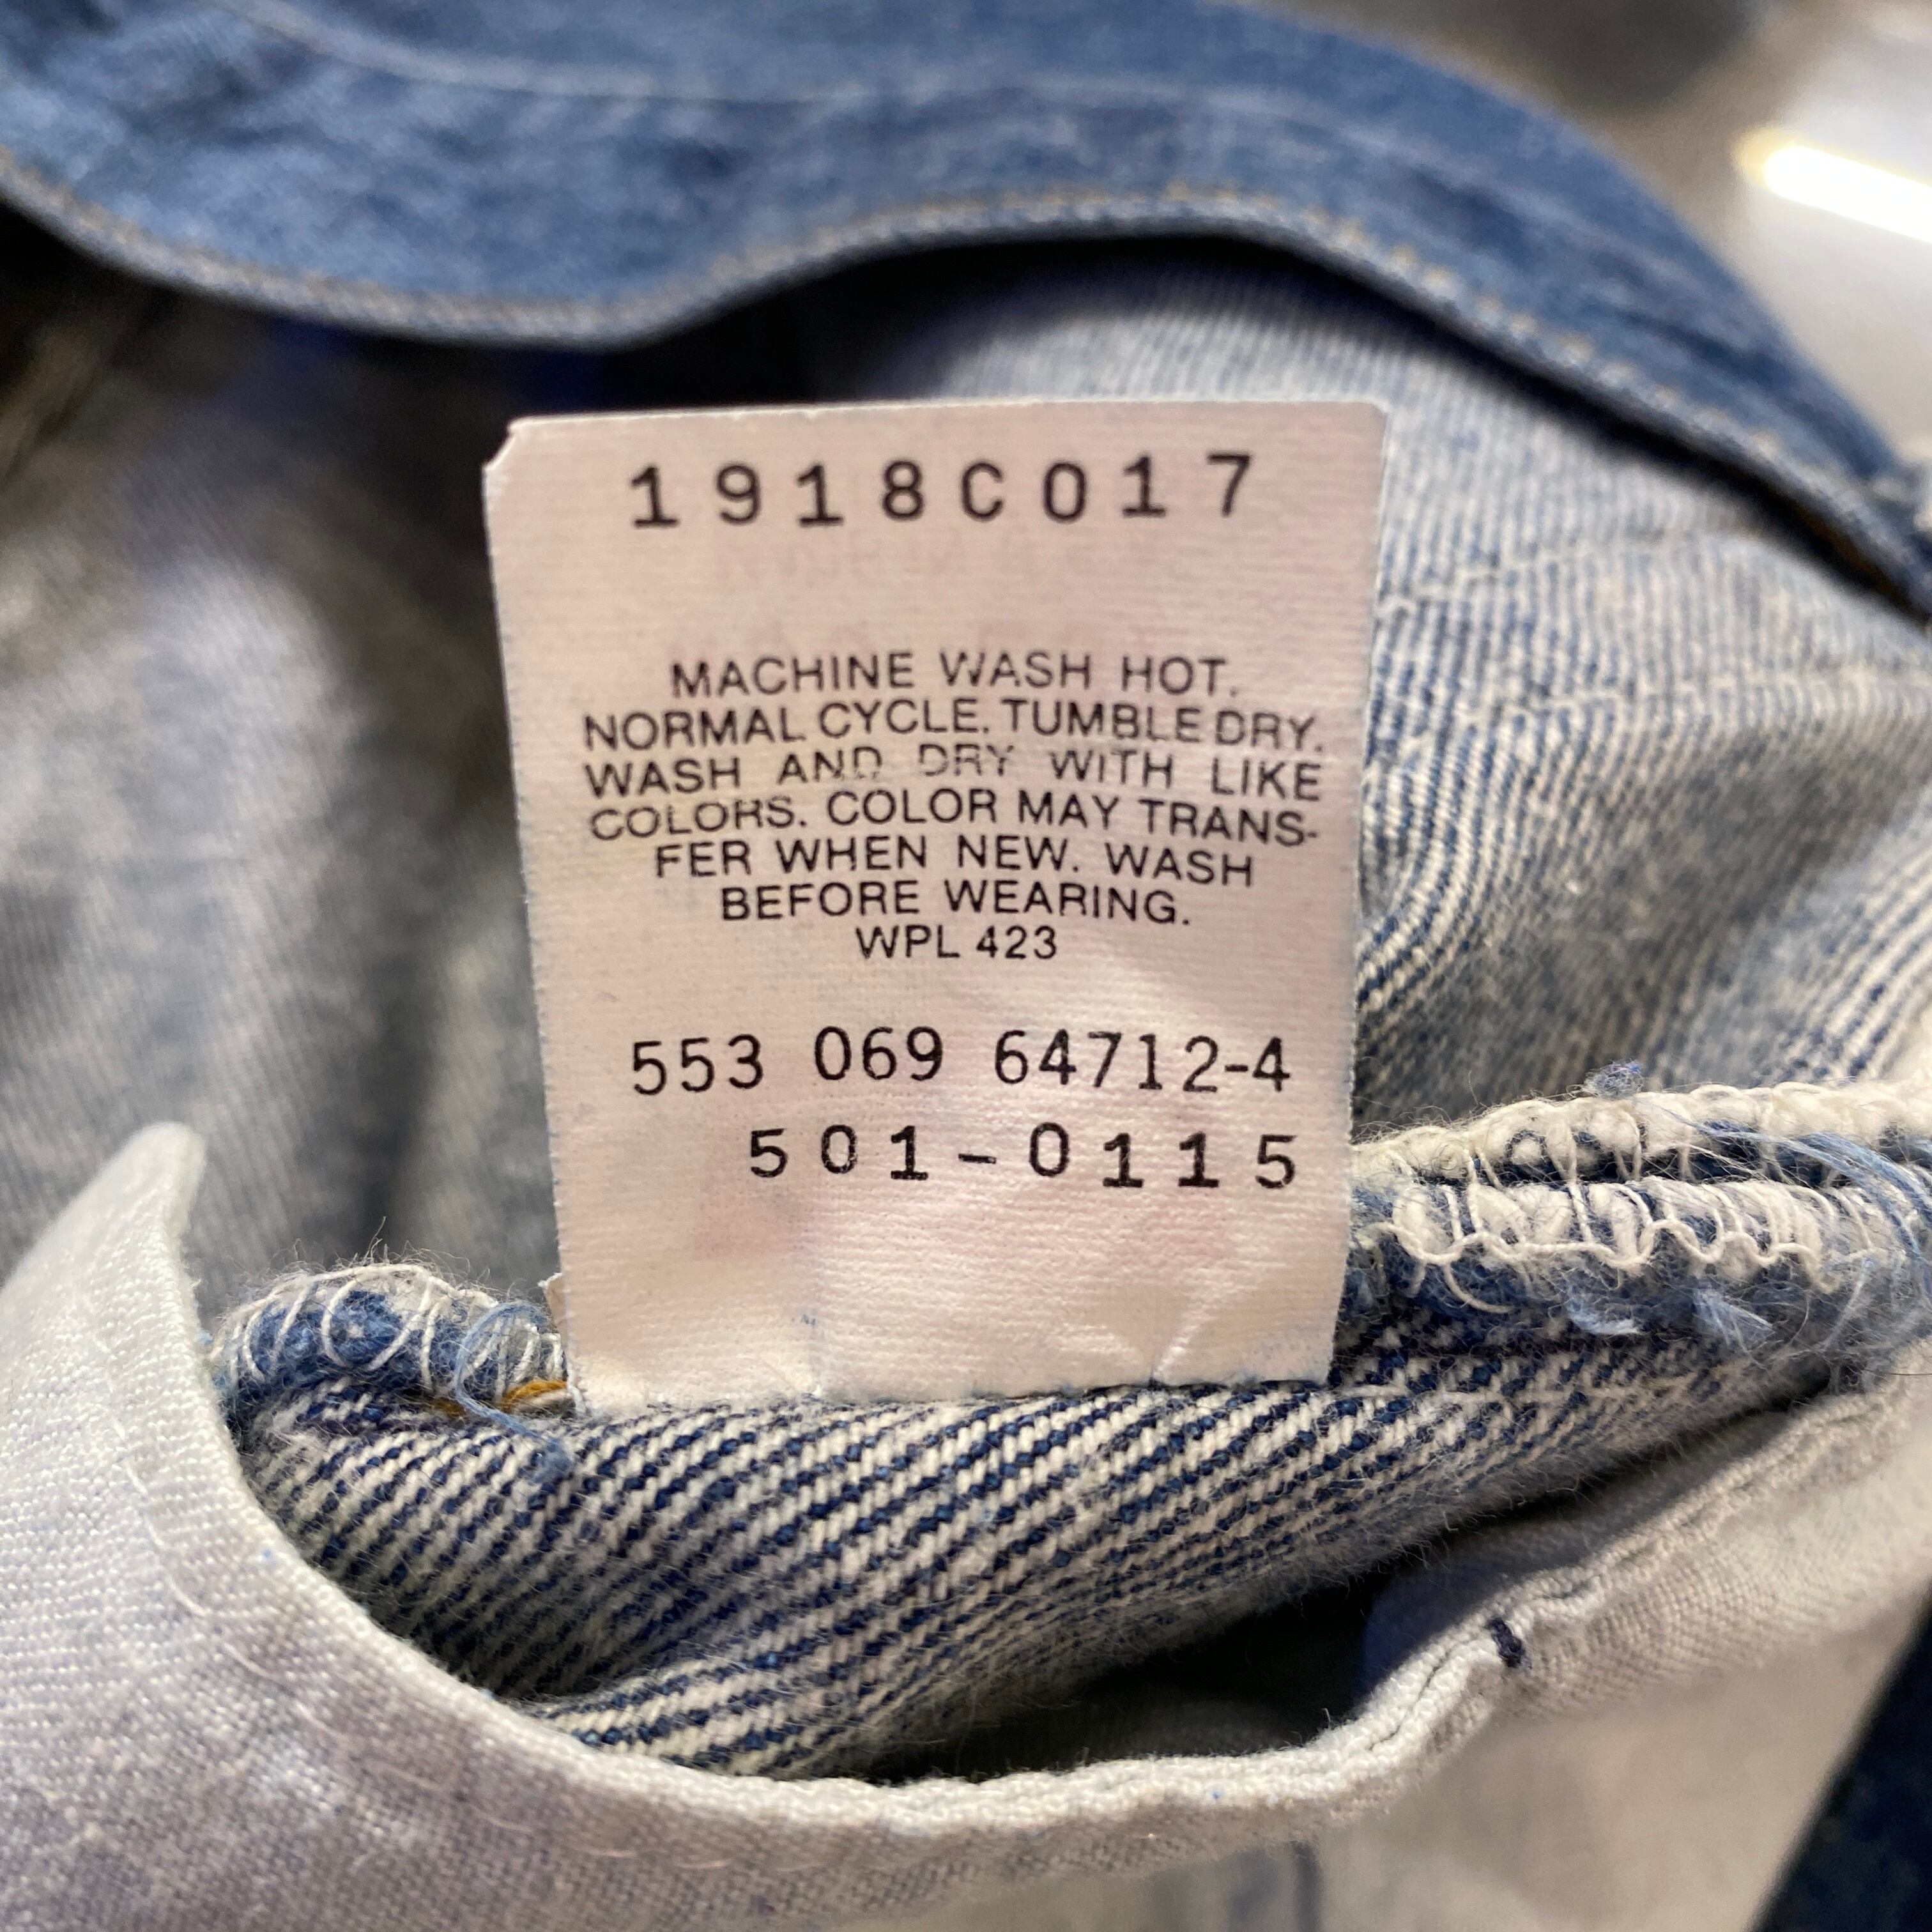 1918C017
MACHINE WASH HOT.
NORMAL CYCLE. TUMBLE DRY.
WASH AND DRY WITH LIKE
COLORS. COLOR MAY TRANS-
FER WHEN NEW. WASH
BEFORE WEARING.
WPL 423
553 069 64712-4
501-0115